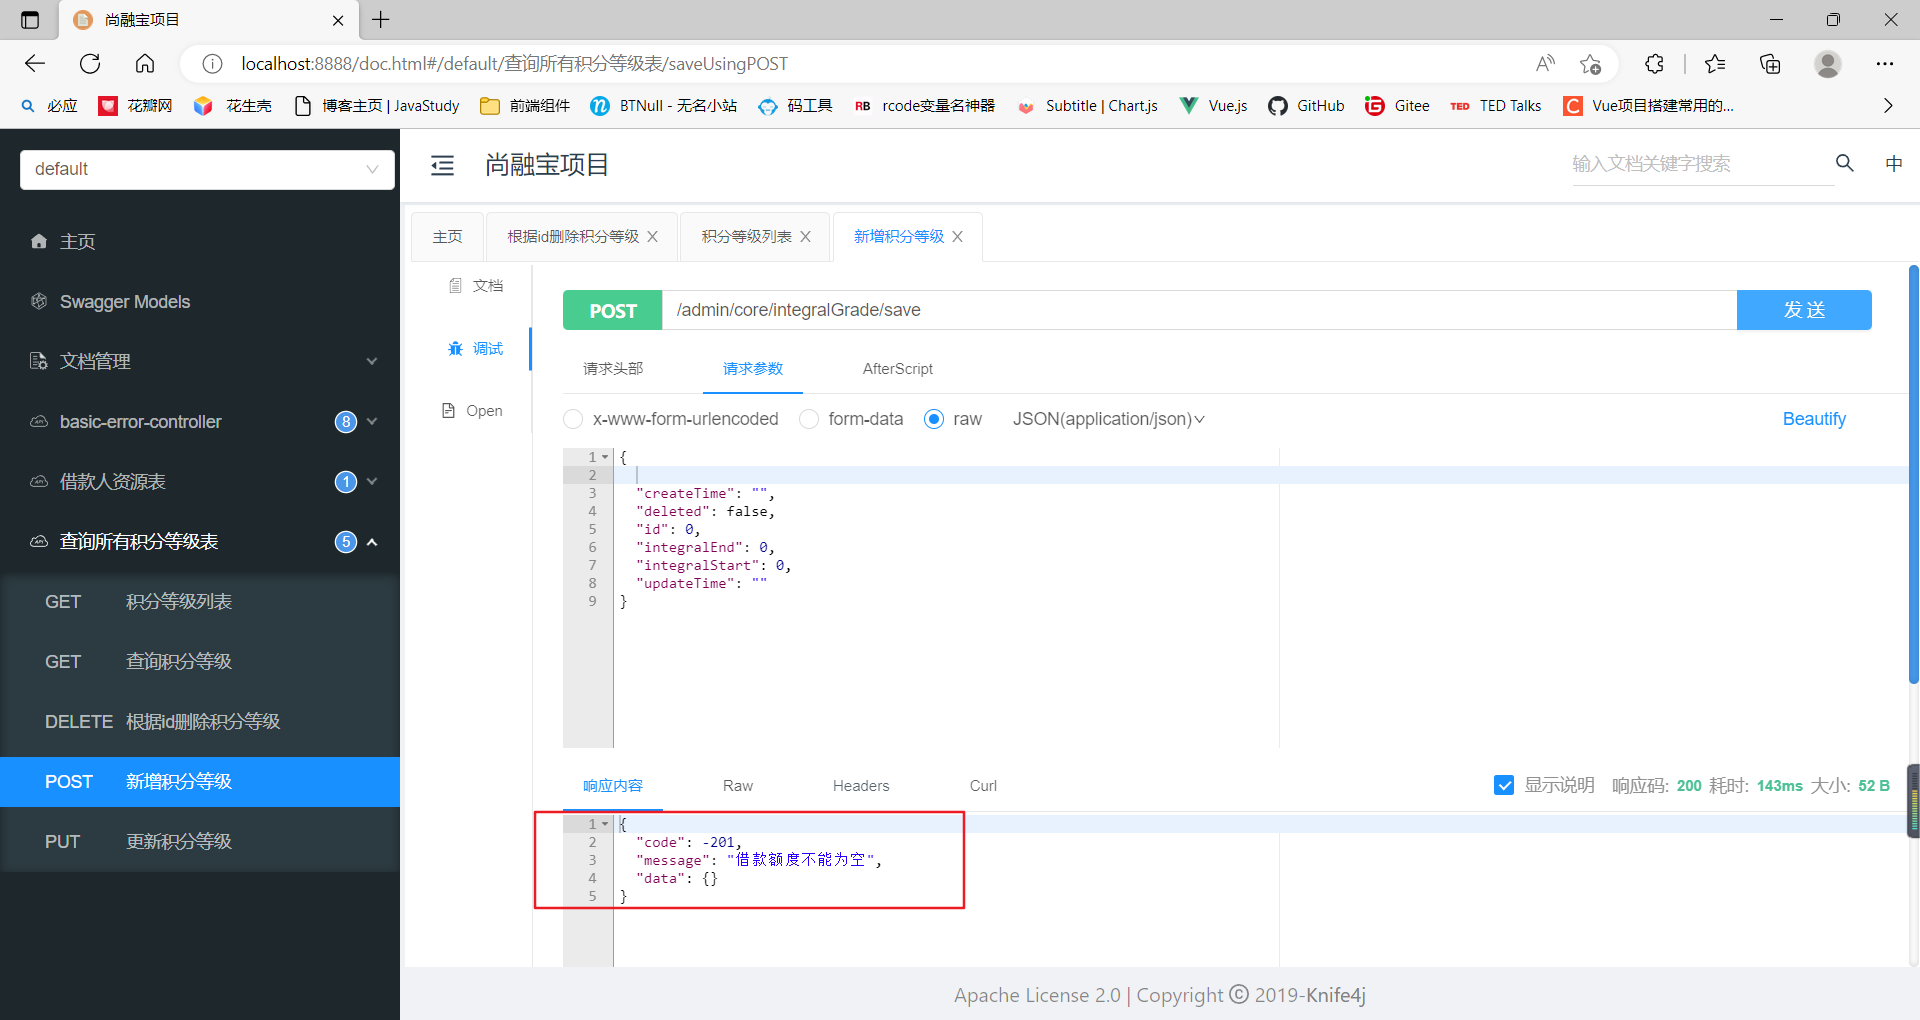 尚融宝项目
localhost:8888/doc.html#/default/查询所有积分等级表/saveUsingPOST
必应 花瓣网 花生壳 博客主页 | JavaStudy 前端组件 BTNull - 无名小站 码工具 RB rcode变量名神器 Subtitle | Chart.js Vue.js GitHub Gitee TED TED Talks Vue项目搭建常用的...
default
主页
Swagger Models
文档管理
basic-error-controller 8
借款人资源表 1
查询所有积分等级表 5
GET 积分等级列表
GET 查询积分等级
DELETE 根据id删除积分等级
POST 新增积分等级
PUT 更新积分等级
尚融宝项目 输入文档关键字搜索 中
主页 根据id删除积分等级 积分等级列表 新增积分等级
文档
调试
Open
POST /admin/core/integralGrade/save 发 送
请求头部 请求参数 AfterScript
x-www-form-urlencoded form-data raw JSON(application/json) Beautify
1 {
2
3 "createTime": "",
4 "deleted": false,
5 "id": 0,
6 "integralEnd": 0,
7 "integralStart": 0,
8 "updateTime": ""
9 }
响应内容 Raw Headers Curl 显示说明 响应码: 200 耗时: 143ms 大小: 52 B
1 {
2 "code": -201,
3 "message": "借款额度不能为空",
4 "data": {}
5 }
Apache License 2.0 | Copyright © 2019-Knife4j